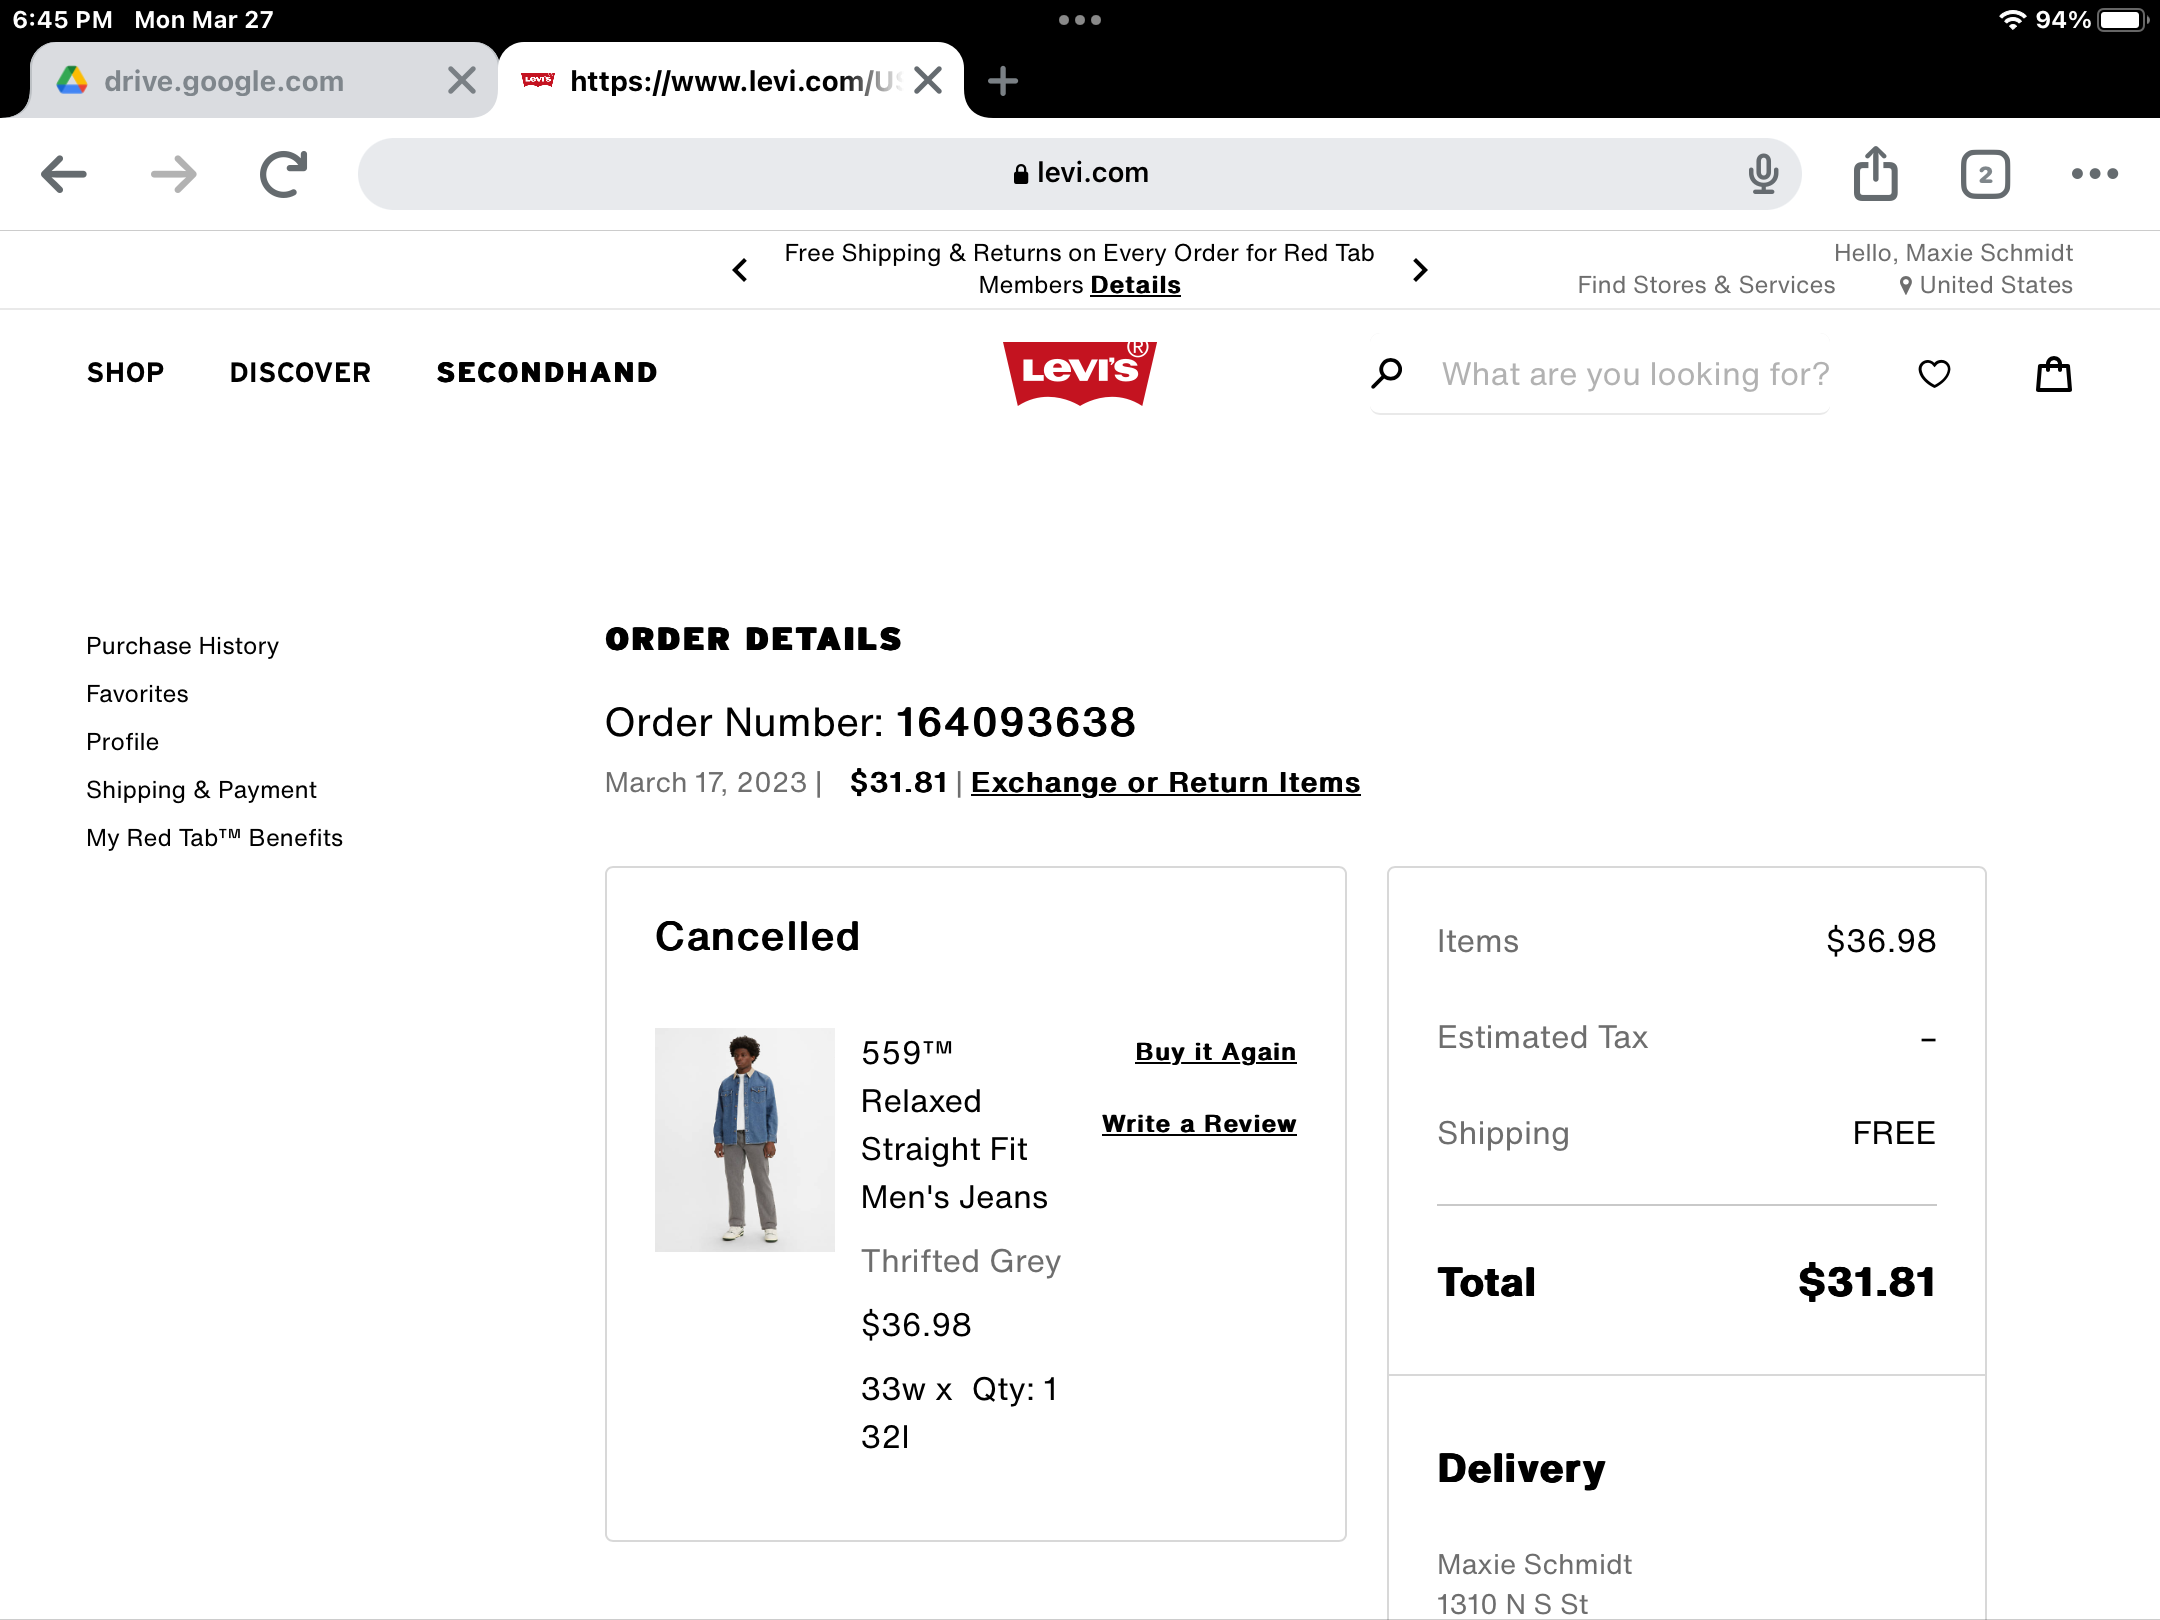 6:45 PM Mon Mar 27
94%
drive.google.com
https://www.levi.com/US
levi.com
2
Free Shipping & Returns on Every Order for Red Tab
Members Details
Hello, Maxie Schmidt
Find Stores & Services
United States
SHOP
DISCOVER
SECONDHAND
LEVI'S ®
What are you looking for?
Purchase History
Favorites
Profile
Shipping & Payment
My Red Tab™ Benefits
ORDER DETAILS
Order Number: 164093638
March 17, 2023 | $31.81 | Exchange or Return Items
Cancelled
559™
Relaxed
Straight Fit
Men's Jeans
Thrifted Grey
$36.98
33w x Qty: 1
32l
Buy it Again
Write a Review
Items $36.98
Estimated Tax –
Shipping FREE
Total $31.81
Delivery
Maxie Schmidt
1310 N S St